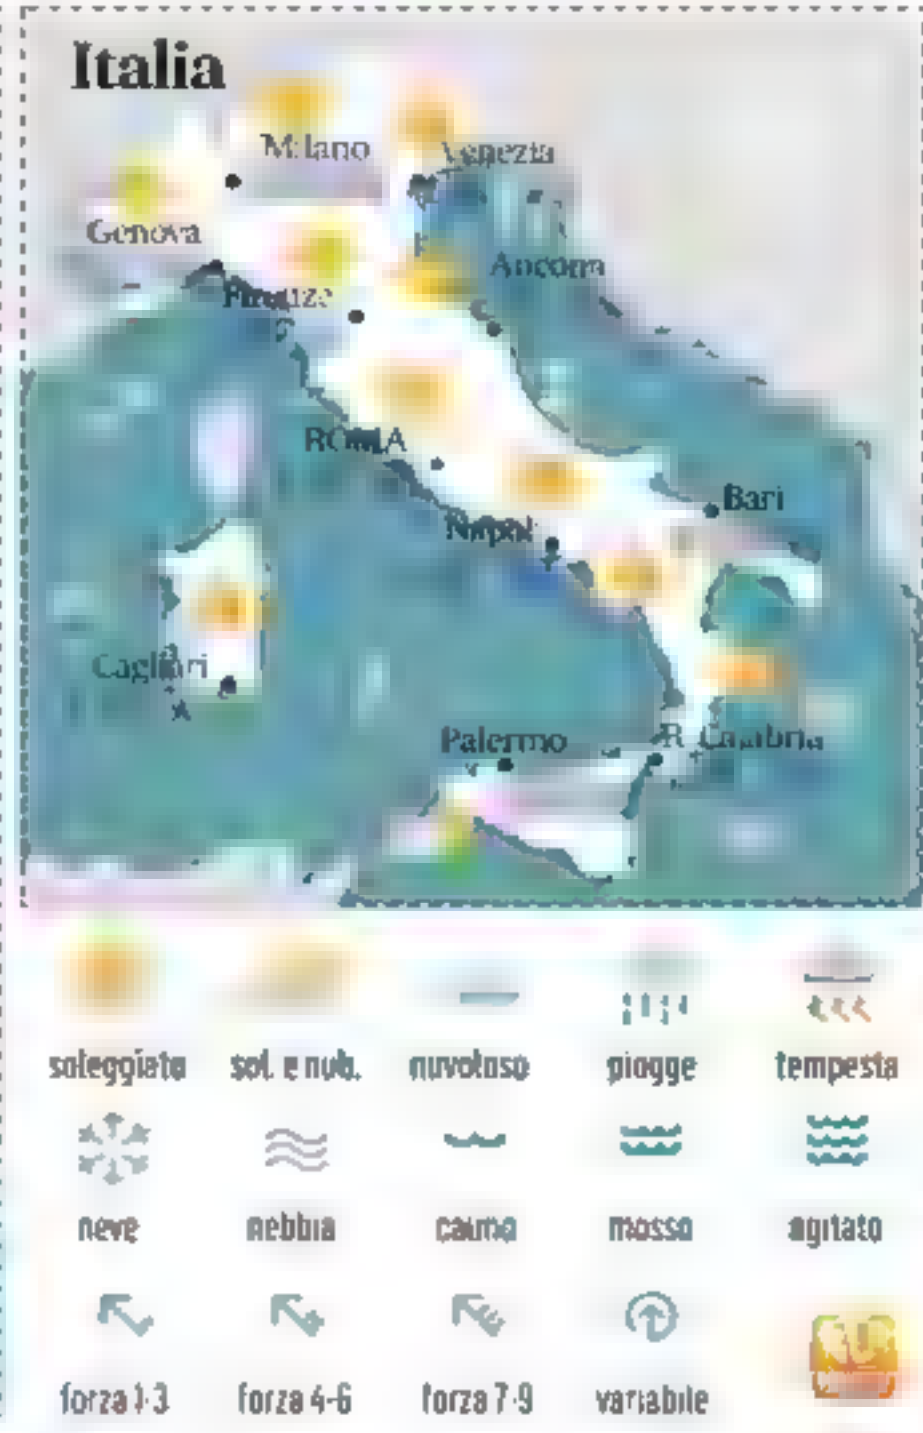 Italia
Milano
Venezia
Genova
Ancona
Firenze
ROMA
Bari
Napoli
Cagliari
Palermo
R. Calabria
soleggiato sol. e nub. nuvoloso piogge tempesta
neve nebbia calmo mosso agitato
forza 1-3 forza 4-6 forza 7-9 variabile